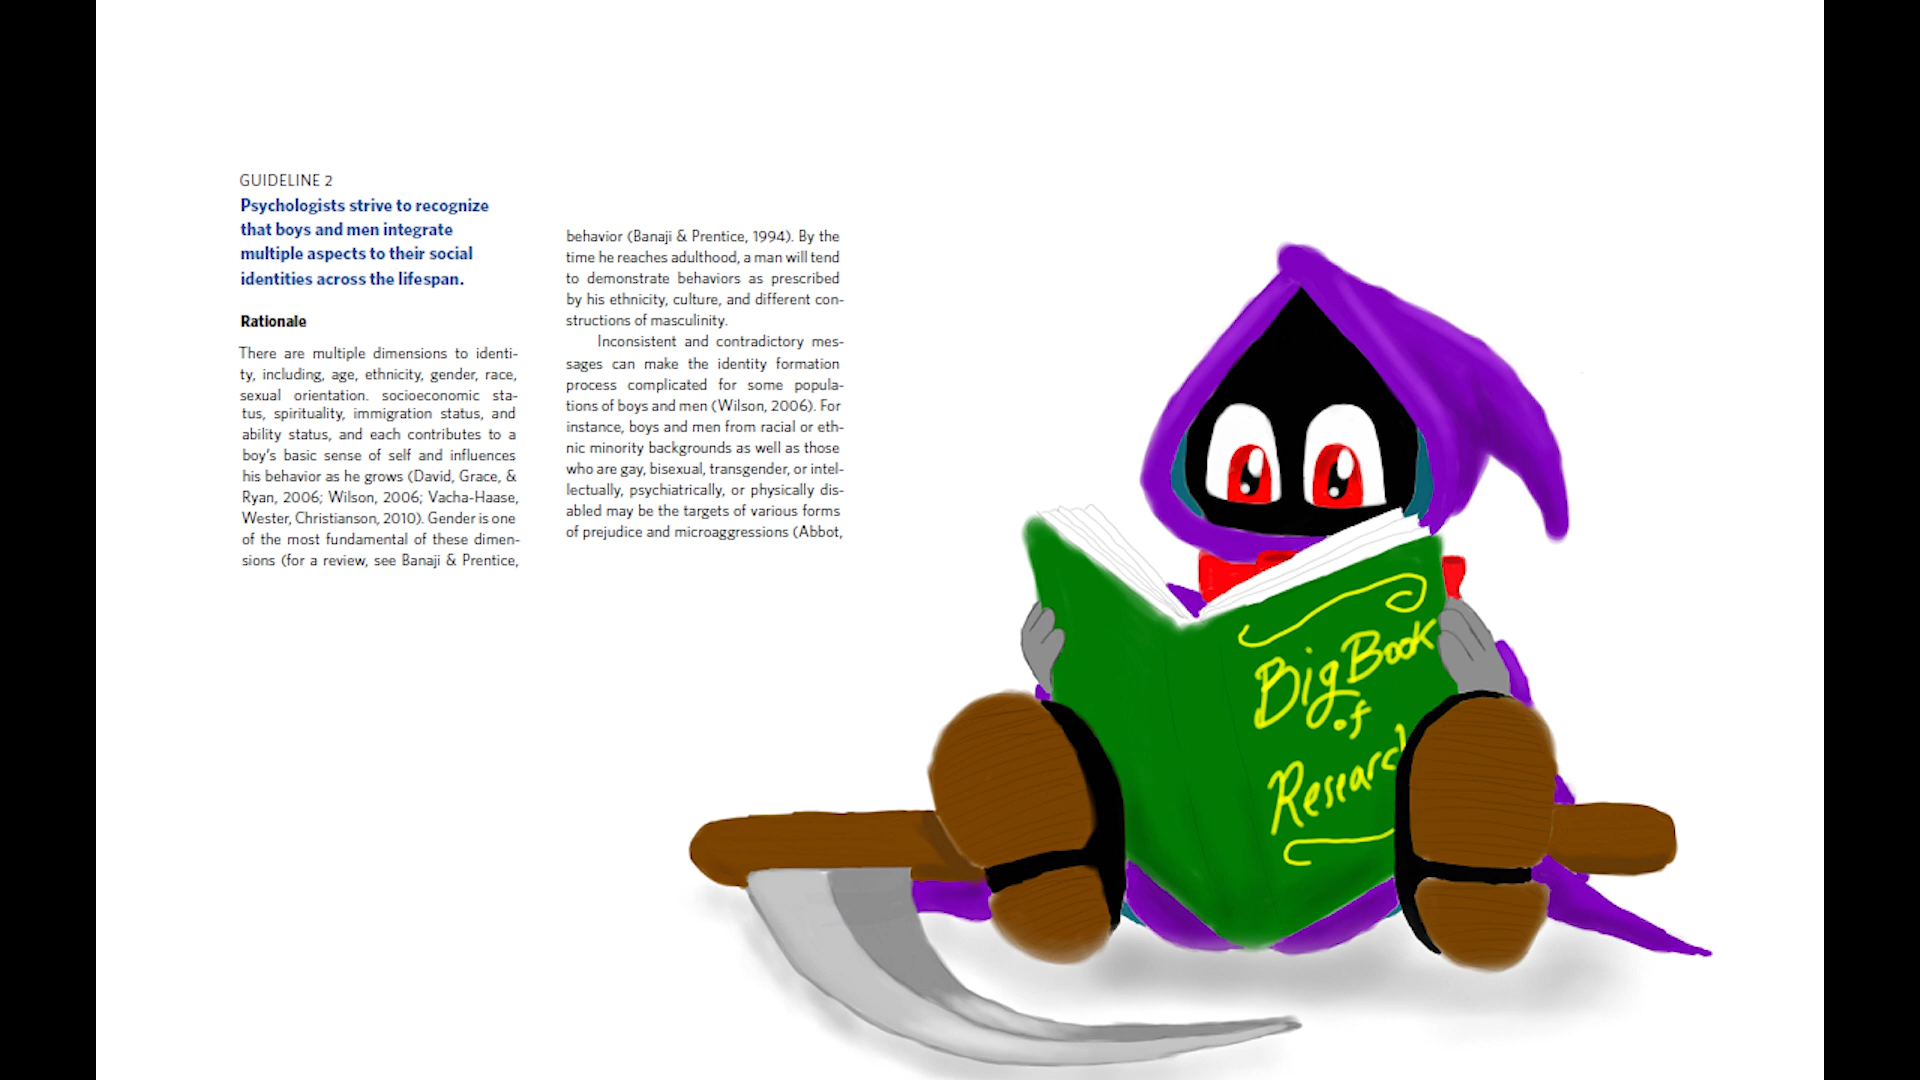 GUIDELINE 2
Psychologists strive to recognize
that boys and men integrate
multiple aspects to their social
identities across the lifespan.
Rationale
There are multiple dimensions to identi-
ty, including, age, ethnicity, gender, race,
sexual orientation. socioeconomic sta-
tus, spirituality, immigration status, and
ability status, and each contributes to a
boy's basic sense of self and influences
his behavior as he grows (David, Grace, &
Ryan, 2006; Wilson, 2006; Vacha-Haase,
Wester, Christianson, 2010). Gender is one
of the most fundamental of these dimen-
sions (for a review, see Banaji & Prentice,
behavior (Banaji & Prentice, 1994). By the
time he reaches adulthood, a man will tend
to demonstrate behaviors as prescribed
by his ethnicity, culture, and different con-
structions of masculinity.
Inconsistent and contradictory mes-
sages can make the identity formation
process complicated for some popula-
tions of boys and men (Wilson, 2006). For
instance, boys and men from racial or eth-
nic minority backgrounds as well as those
who are gay, bisexual, transgender, or intel-
lectually, psychiatrically, or physically dis-
abled may be the targets of various forms
of prejudice and microaggressions (Abbot,
Big Book
of
Research